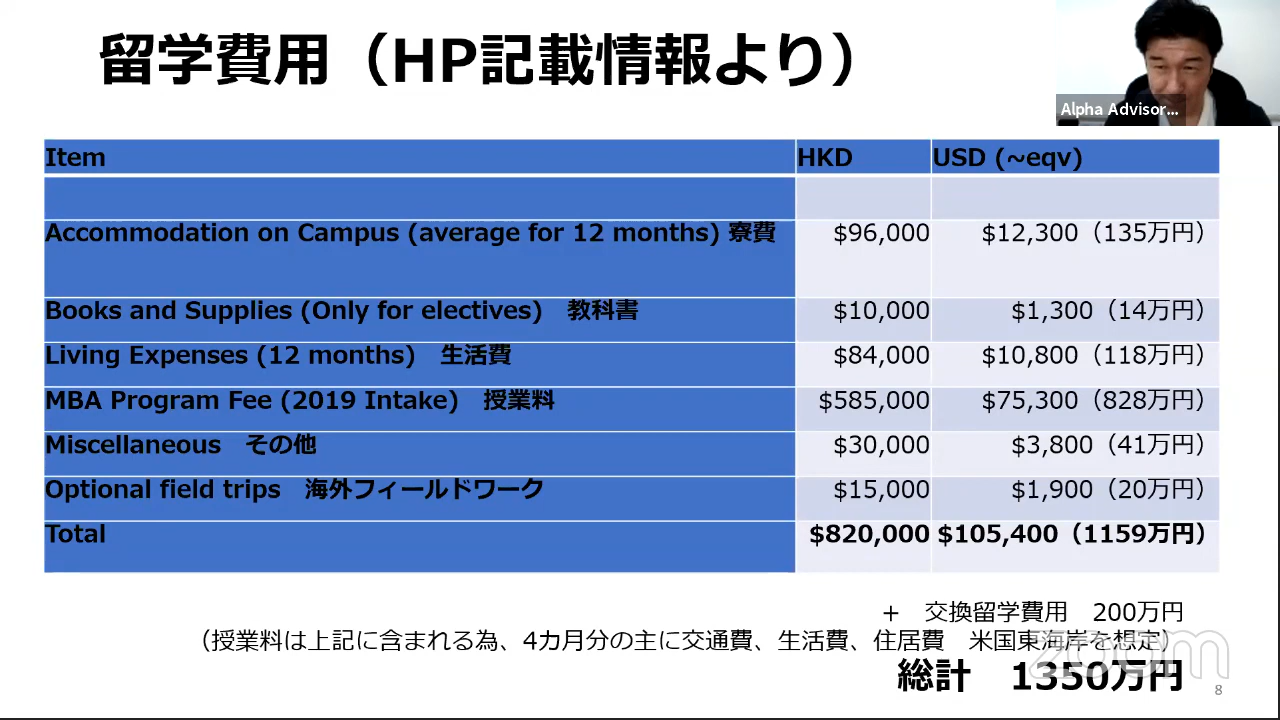 留学費用（HP記載情報より）
Alpha Advisor...
Item HKD USD (~eqv)
Accommodation on Campus (average for 12 months) 寮費 $96,000 $12,300（135万円）
Books and Supplies (Only for electives)　教科書 $10,000 $1,300（14万円）
Living Expenses (12 months)　生活費 $84,000 $10,800（118万円）
MBA Program Fee (2019 Intake)　授業料 $585,000 $75,300（828万円）
Miscellaneous　その他 $30,000 $3,800（41万円）
Optional field trips　海外フィールドワーク $15,000 $1,900（20万円）
Total $820,000 $105,400（1159万円）
＋　交換留学費用　200万円
（授業料は上記に含まれる為、4カ月分の主に交通費、生活費、住居費　米国東海岸を想定）
総計　1350万円
zoom
8